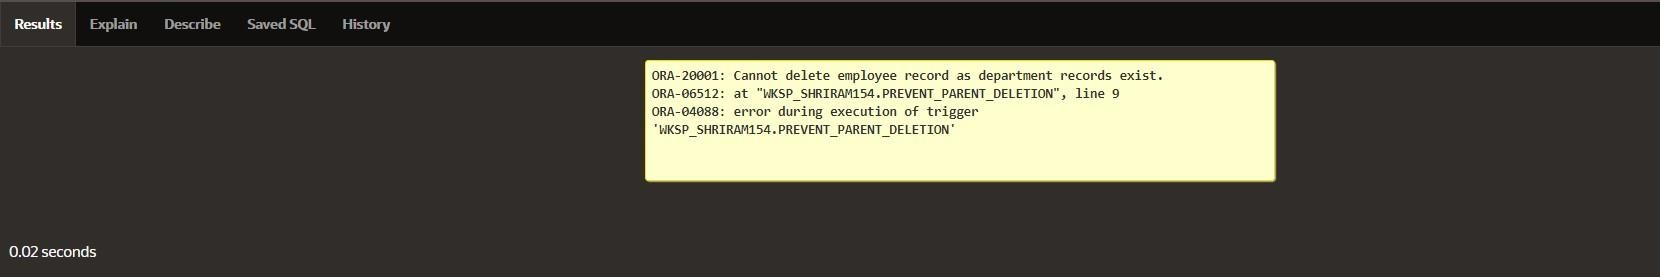 Results Explain Describe Saved SQL History
ORA-20001: Cannot delete employee record as department records exist.
ORA-06512: at "WKSP_SHRIRAM154.PREVENT_PARENT_DELETION", line 9
ORA-04088: error during execution of trigger
'WKSP_SHRIRAM154.PREVENT_PARENT_DELETION'
0.02 seconds